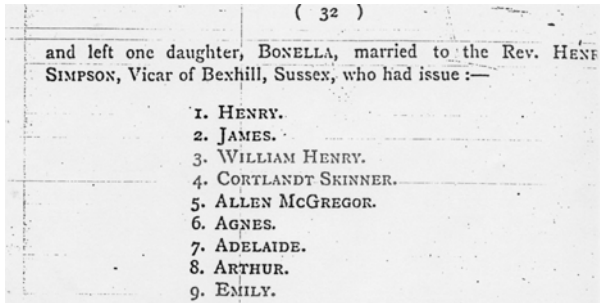 ( 32 )
and left one daughter, BONELLA, married to the Rev.
SIMPSON, Vicar of Bexhill, Sussex, who had issue :—
1. HENRY.
2. JAMES.
3. WILLIAM HENRY.
4. CORTLANDT SKINNER.
5. ALLEN MCGREGOR.
6. AGNES.
7. ADELAIDE.
8. ARTHUR.
9. EMILY.